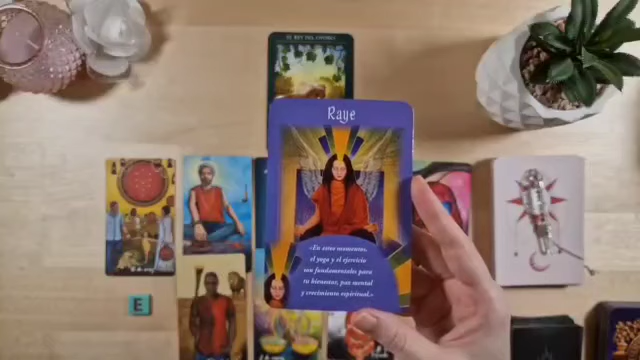 EL REY DEL OTOÑO
Raye
«En estos momentos,
el yoga y el ejercicio
son fundamentales para
tu bienestar, paz mental
y crecimiento espiritual.»
E